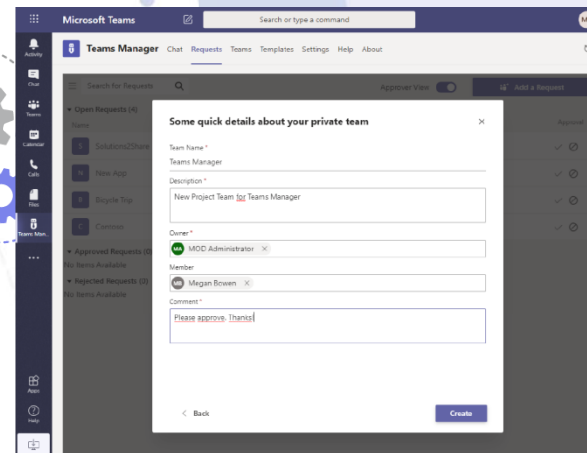 Microsoft Teams
Search or type a command
M
Activity
Chat
Teams
Calendar
Calls
Files
Teams Man...
Apps
Help
Teams Manager Chat Requests Teams Templates Settings Help About
Search for Requests
Approver View
Add a Request
Open Requests (4)
Name
Approval
S Solutions2Share
N New App
B Bicycle Trip
C Contoso
Approved Requests (0)
No Items Available
Rejected Requests (0)
No Items Available
Some quick details about your private team
Team Name *
Teams Manager
Description *
New Project Team for Teams Manager
Owner *
MA MOD Administrator
Member
MB Megan Bowen
Comment *
Please approve. Thanks!
Back
Create